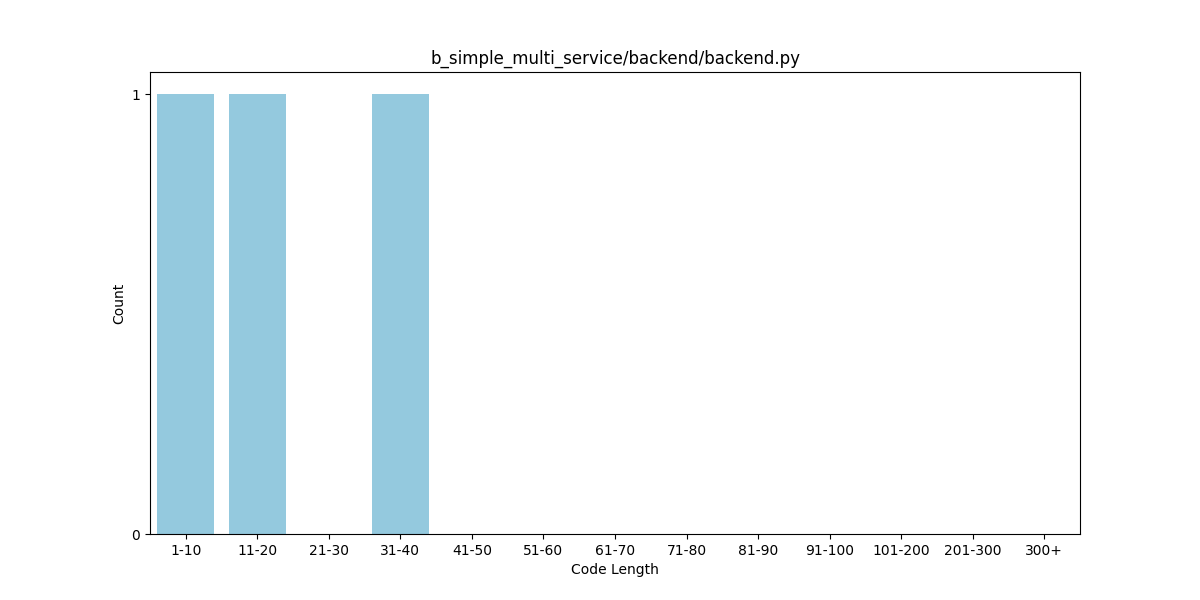 b_simple_multi_service/backend/backend.py
1
Count
0
1-10 11-20 21-30 31-40 41-50 51-60 61-70 71-80 81-90 91-100 101-200 201-300 300+
Code Length